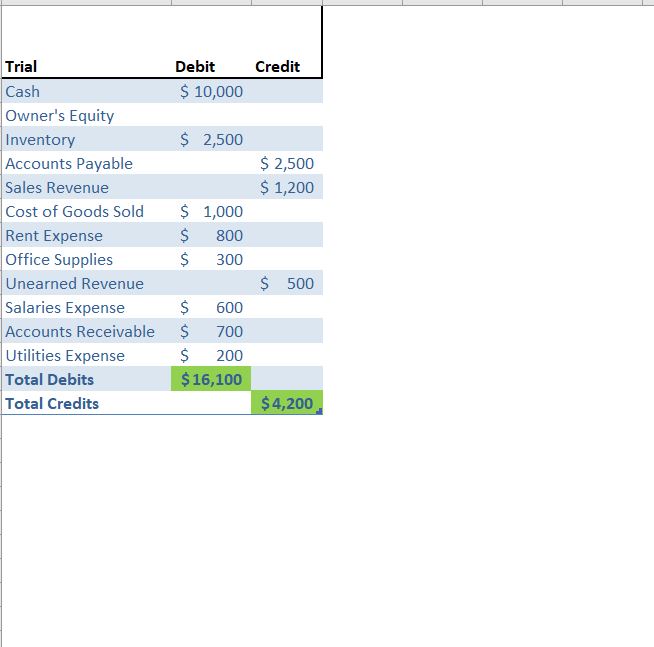 Trial Debit Credit
Cash $ 10,000
Owner's Equity
Inventory $ 2,500
Accounts Payable $ 2,500
Sales Revenue $ 1,200
Cost of Goods Sold $ 1,000
Rent Expense $ 800
Office Supplies $ 300
Unearned Revenue $ 500
Salaries Expense $ 600
Accounts Receivable $ 700
Utilities Expense $ 200
Total Debits $16,100
Total Credits $4,200